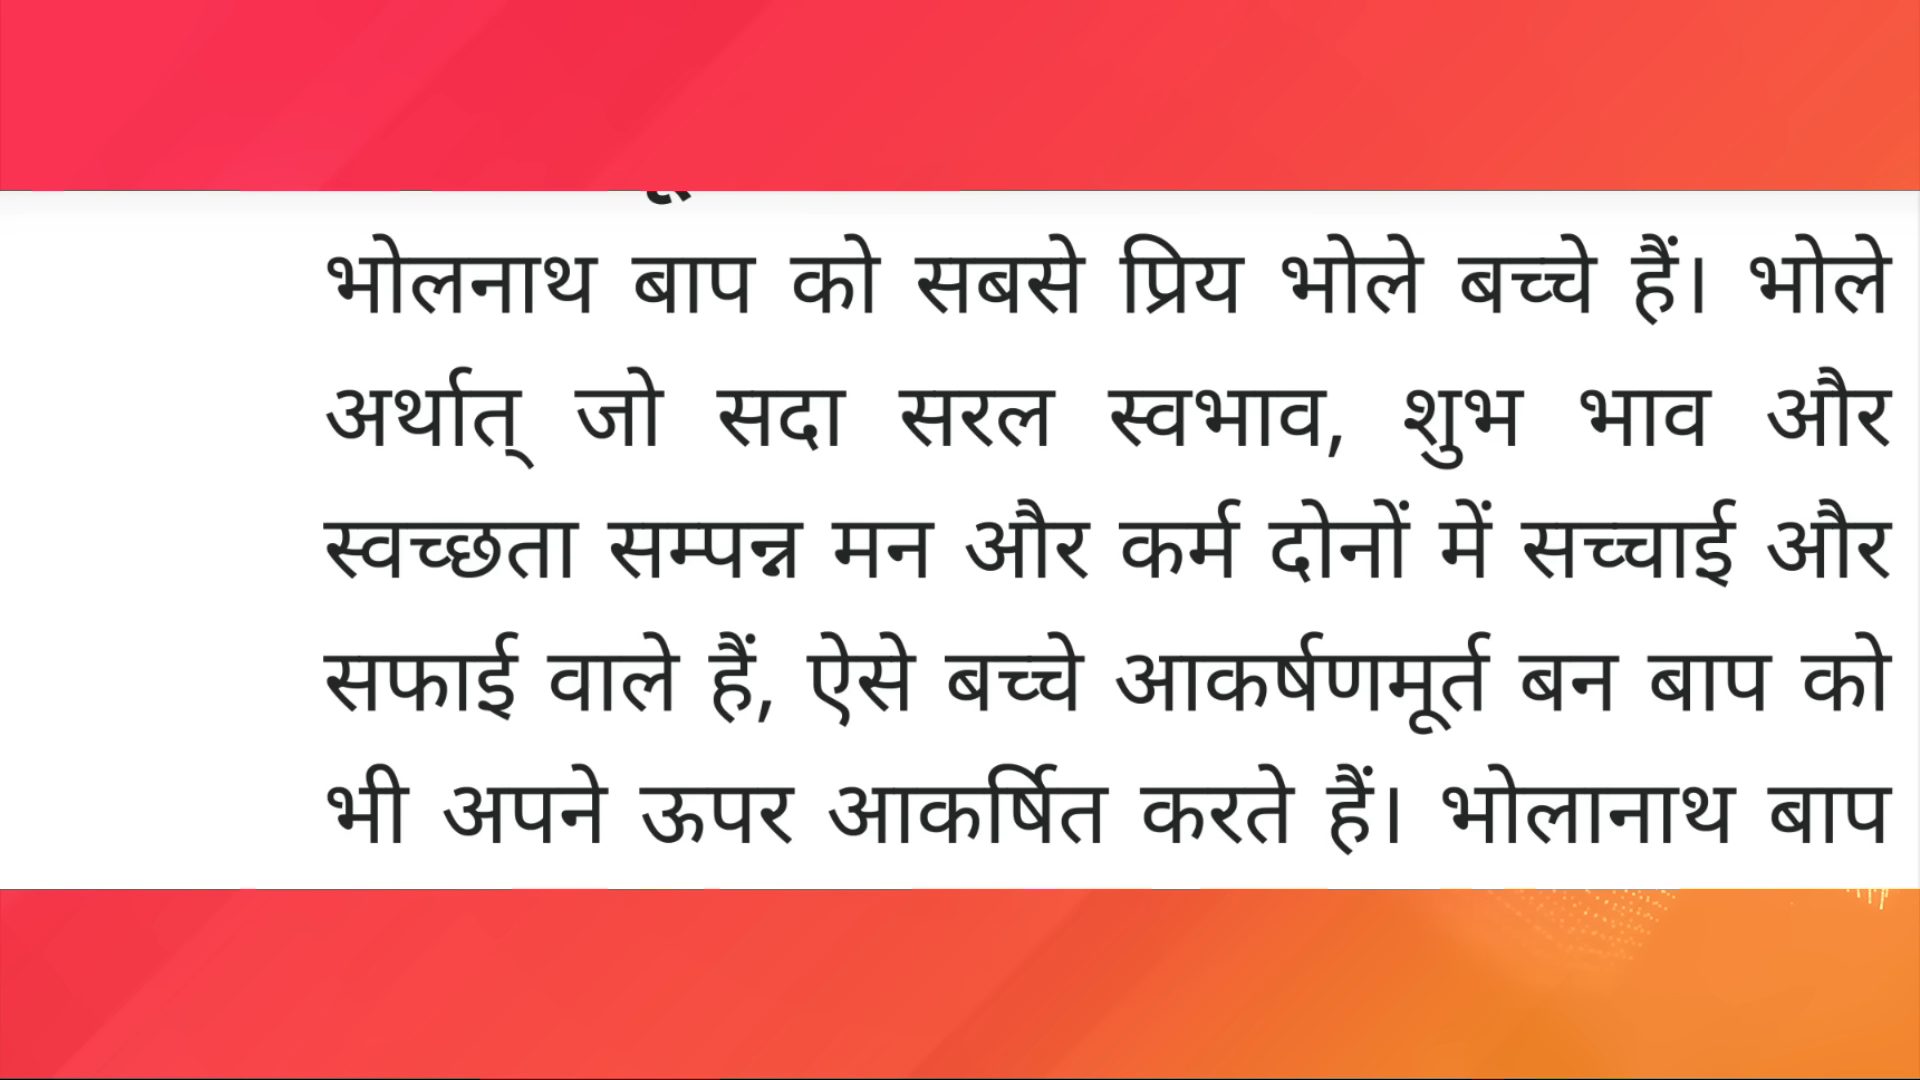 भोलनाथ बाप को सबसे प्रिय भोले बच्चे हैं। भोले
अर्थात् जो सदा सरल स्वभाव, शुभ भाव और
स्वच्छता सम्पन्न मन और कर्म दोनों में सच्चाई और
सफाई वाले हैं, ऐसे बच्चे आकर्षणमूर्त बन बाप को
भी अपने ऊपर आकर्षित करते हैं। भोलानाथ बाप